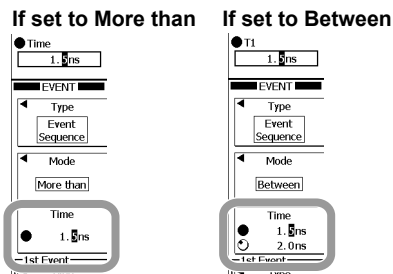 If set to More than
Time
1.5ns
EVENT
Type
Event
Sequence
Mode
More than
Time
1.5ns
1st Event
If set to Between
T1
1.5ns
EVENT
Type
Event
Sequence
Mode
Between
Time
1.5ns
2.0ns
1st Event
Type